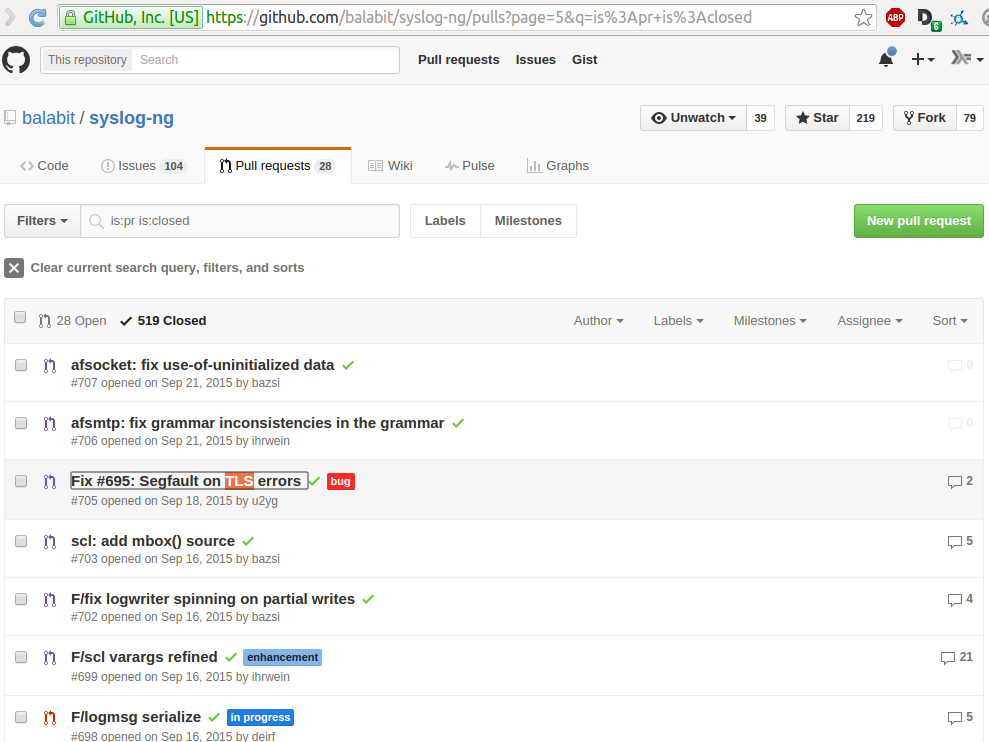 GitHub, Inc. [US] https://github.com/balabit/syslog-ng/pulls?page=5&q=is%3Apr+is%3Aclosed
ABP D 6
This repository Search Pull requests Issues Gist
balabit / syslog-ng Unwatch 39 Star 219 Fork 79
Code Issues 104 Pull requests 28 Wiki Pulse Graphs
Filters is:pr is:closed Labels Milestones New pull request
Clear current search query, filters, and sorts
28 Open 519 Closed Author Labels Milestones Assignee Sort
afsocket: fix use-of-uninitialized data 0
#707 opened on Sep 21, 2015 by bazsi
afsmtp: fix grammar inconsistencies in the grammar 0
#706 opened on Sep 21, 2015 by ihrwein
Fix #695: Segfault on TLS errors bug 2
#705 opened on Sep 18, 2015 by u2yg
scl: add mbox() source 5
#703 opened on Sep 16, 2015 by bazsi
F/fix logwriter spinning on partial writes 4
#702 opened on Sep 16, 2015 by bazsi
F/scl varargs refined enhancement 21
#699 opened on Sep 16, 2015 by ihrwein
F/logmsg serialize in progress 5
#698 opened on Sep 16, 2015 by deirf